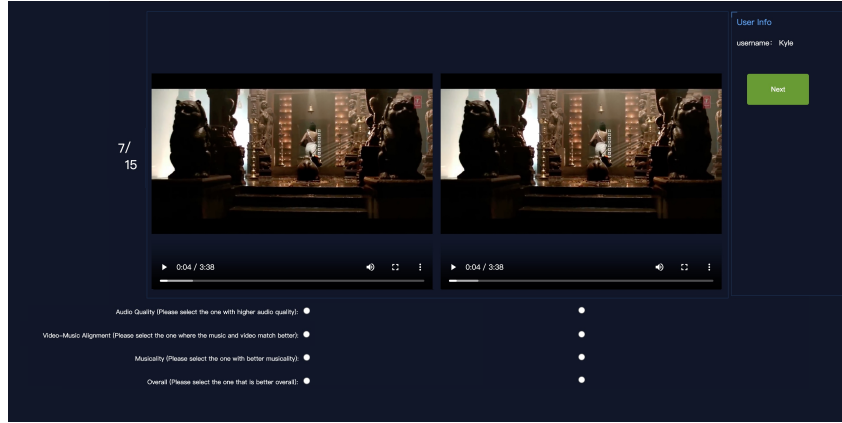 User Info
username: Kyle
Next
7/
15
0:04 / 3:38
0:04 / 3:38
Audio Quality (Please select the one with higher audio quality):
Video-Music Alignment (Please select the one where the music and video match better):
Musicality (Please select the one with better musicality):
Overall (Please select the one that is better overall):